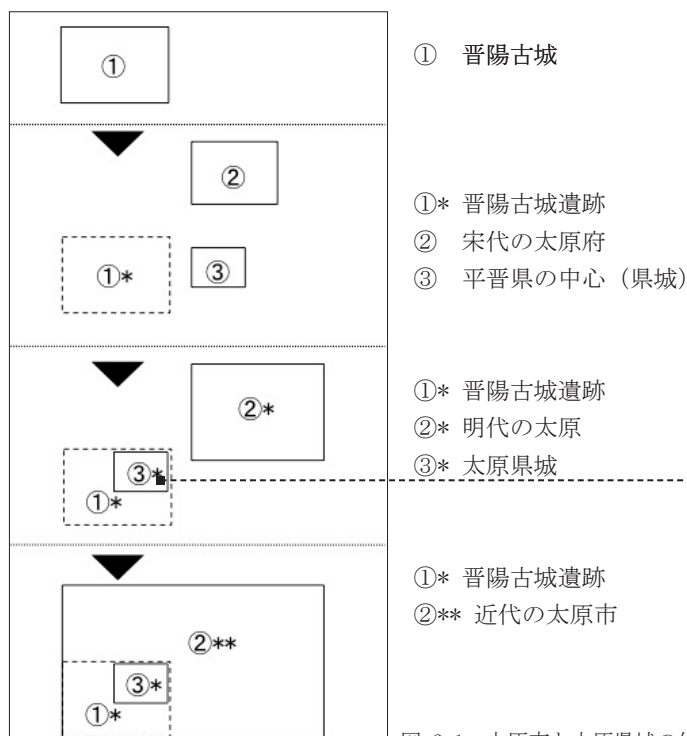 ①
① 晋陽古城
②
①* 晋陽古城遺跡
② 宋代の太原府
①*
③
③ 平晋県の中心（県城）
①* 晋陽古城遺跡
②*
②* 明代の太原
③*
③* 太原県城
①*
①* 晋陽古城遺跡
②** 近代の太原市
②**
③*
①*